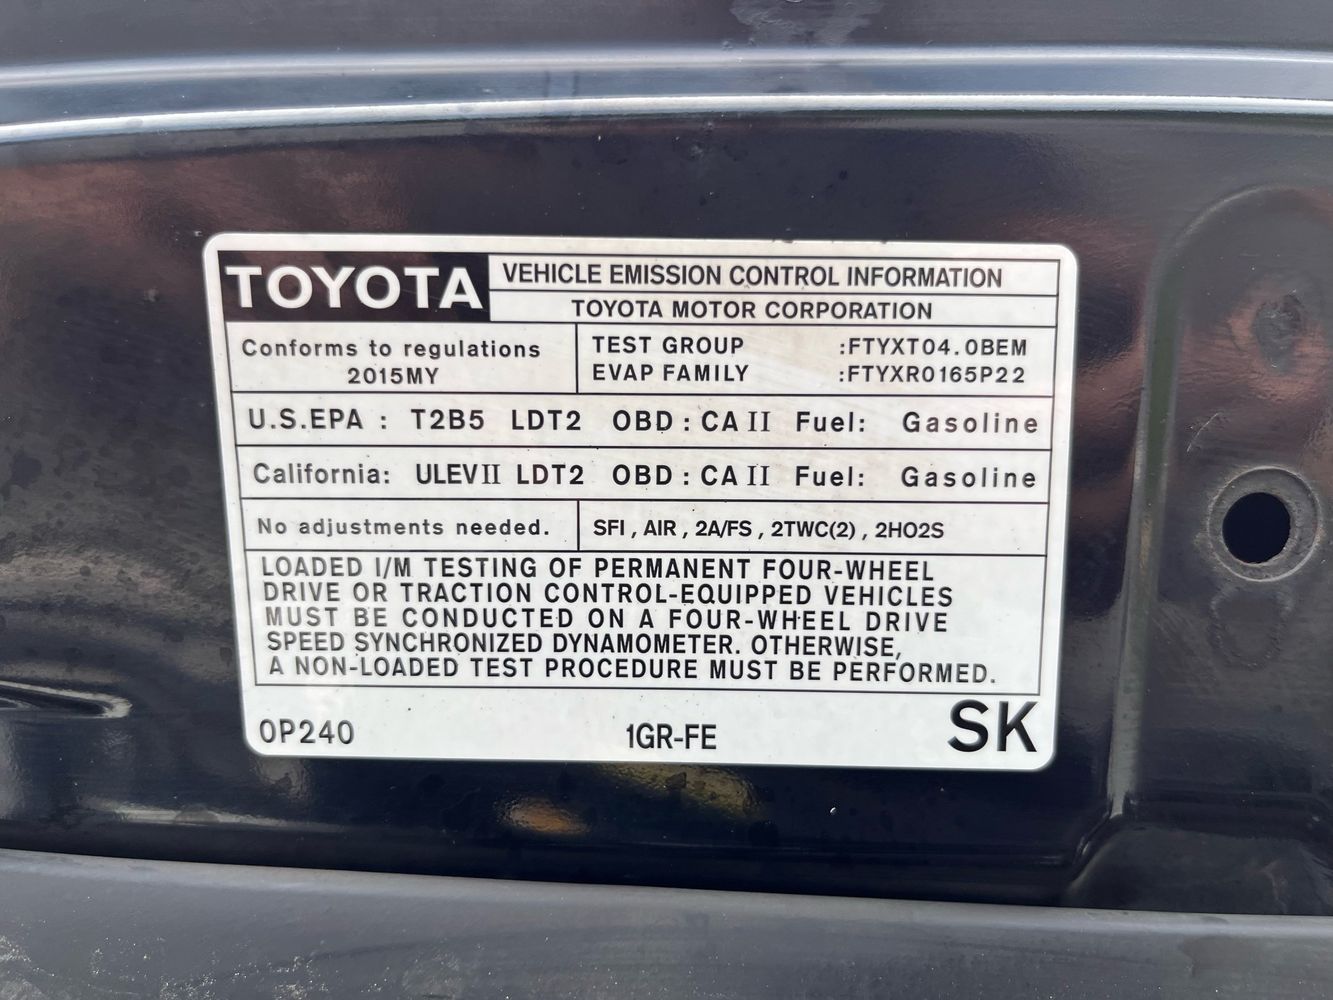 TOYOTA
VEHICLE EMISSION CONTROL INFORMATION
TOYOTA MOTOR CORPORATION
Conforms to regulations
2015MY
TEST GROUP :FTYXT04.0BEM
EVAP FAMILY :FTYXR0165P22
U.S.EPA : T2B5 LDT2 OBD : CA II Fuel: Gasoline
California: ULEV II LDT2 OBD : CA II Fuel: Gasoline
No adjustments needed.
SFI , AIR , 2A/FS , 2TWC(2) , 2HO2S
LOADED I/M TESTING OF PERMANENT FOUR-WHEEL
DRIVE OR TRACTION CONTROL-EQUIPPED VEHICLES
MUST BE CONDUCTED ON A FOUR-WHEEL DRIVE
SPEED SYNCHRONIZED DYNAMOMETER. OTHERWISE,
A NON-LOADED TEST PROCEDURE MUST BE PERFORMED.
0P240 1GR-FE SK